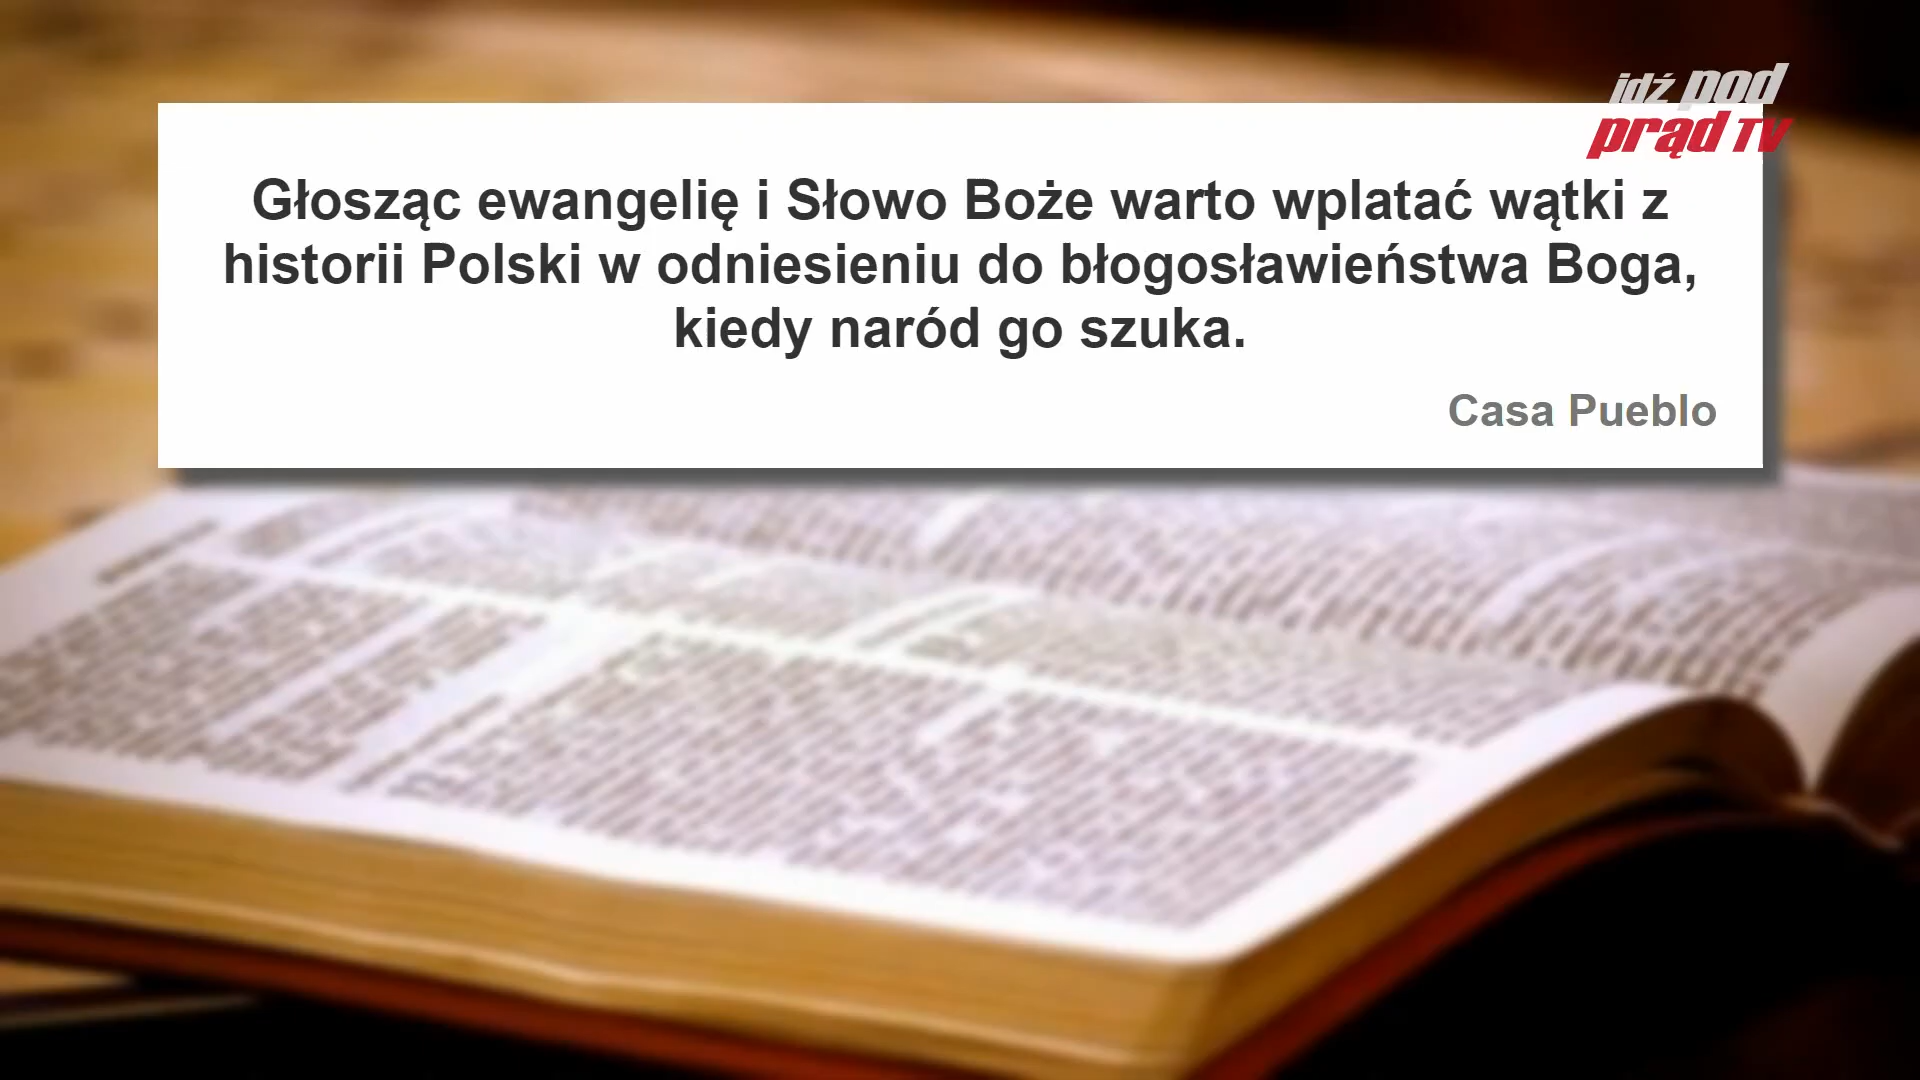 idź pod
prąd TV
Głosząc ewangelię i Słowo Boże warto wplatać wątki z
historii Polski w odniesieniu do błogosławieństwa Boga,
kiedy naród go szuka.
Casa Pueblo